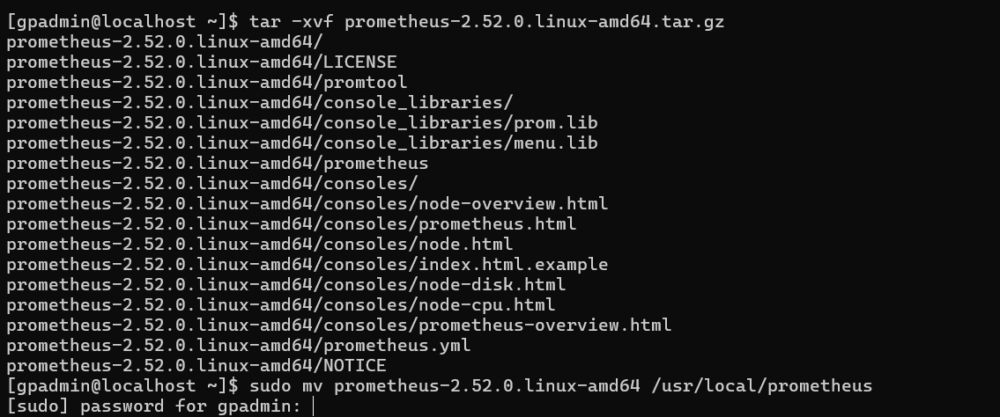 [gpadmin@localhost ~]$ tar -xvf prometheus-2.52.0.linux-amd64.tar.gz
prometheus-2.52.0.linux-amd64/
prometheus-2.52.0.linux-amd64/LICENSE
prometheus-2.52.0.linux-amd64/promtool
prometheus-2.52.0.linux-amd64/console_libraries/
prometheus-2.52.0.linux-amd64/console_libraries/prom.lib
prometheus-2.52.0.linux-amd64/console_libraries/menu.lib
prometheus-2.52.0.linux-amd64/prometheus
prometheus-2.52.0.linux-amd64/consoles/
prometheus-2.52.0.linux-amd64/consoles/node-overview.html
prometheus-2.52.0.linux-amd64/consoles/prometheus.html
prometheus-2.52.0.linux-amd64/consoles/node.html
prometheus-2.52.0.linux-amd64/consoles/index.html.example
prometheus-2.52.0.linux-amd64/consoles/node-disk.html
prometheus-2.52.0.linux-amd64/consoles/node-cpu.html
prometheus-2.52.0.linux-amd64/consoles/prometheus-overview.html
prometheus-2.52.0.linux-amd64/prometheus.yml
prometheus-2.52.0.linux-amd64/NOTICE
[gpadmin@localhost ~]$ sudo mv prometheus-2.52.0.linux-amd64 /usr/local/prometheus
[sudo] password for gpadmin: